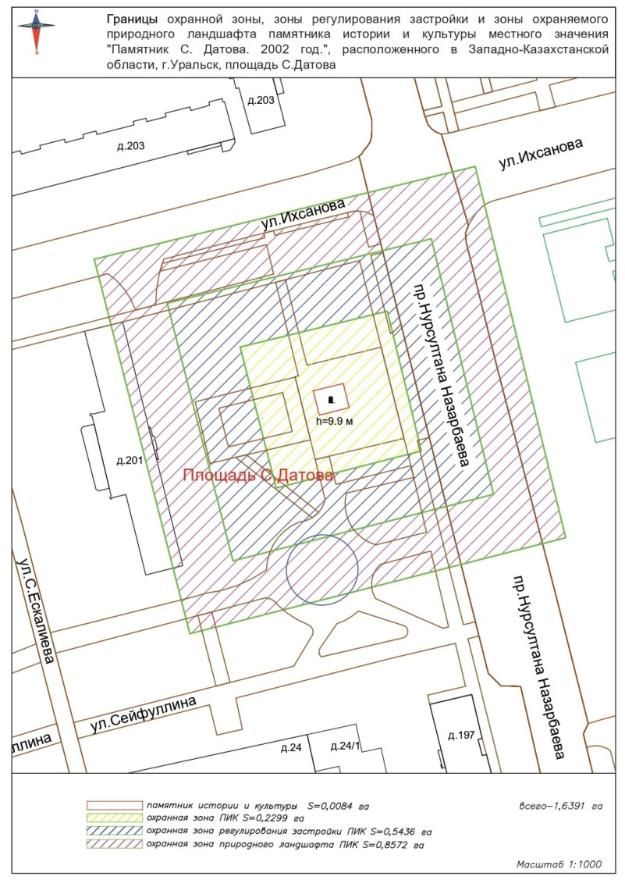 Границы охранной зоны, зоны регулирования застройки и зоны охраняемого
природного ландшафта памятника истории и культуры местного значения
"Памятник С. Датова. 2002 год.", расположенного в Западно-Казахстанской
области, г.Уральск, площадь С.Датова
д.203
д.203
ул.Ихсанова
ул.Ихсанова
пр.Нурсултана Назарбаева
h=9.9 м
д.201
Площадь С.Датова
ул.С.Ескалиева
пр.Нурсултана Назарбаева
ул.Сейфуллина
ллина
д.24
д.24/1
д.197
памятник истории и культуры S=0,0084 га
всего-1,6391 га
охранная зона ПИК S=0,2299 га
охранная зона регулирования застройки ПИК S=0,5436 га
охранная зона природного ландшафта ПИК S=0,8572 га
Масштаб 1:1000